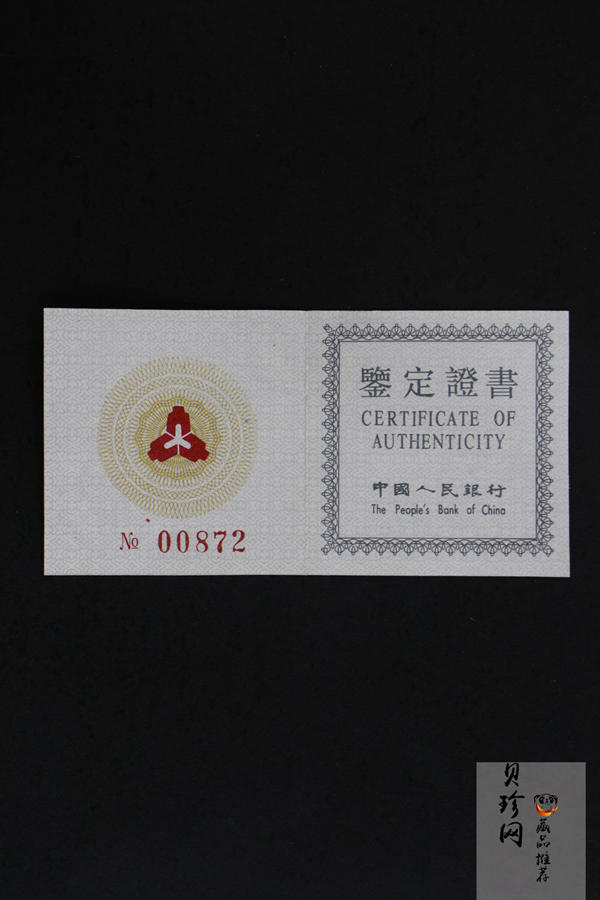 № 00872
鑒定證書
CERTIFICATE OF
AUTHENTICITY
中國人民銀行
The People's Bank of China
贝珍网
藏品推荐